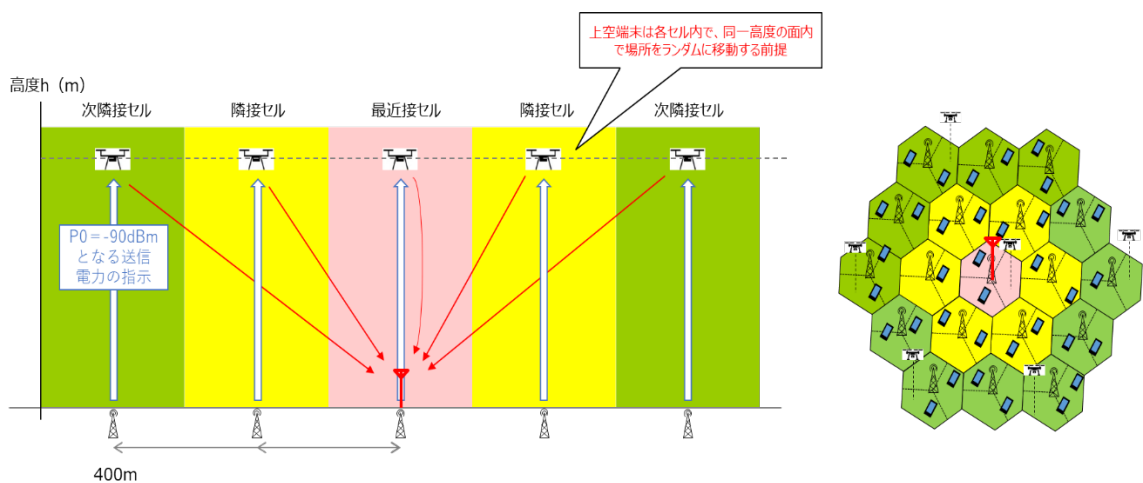 上空端末は各セル内で、同一高度の面内
で場所をランダムに移動する前提
高度h（m）
次隣接セル
隣接セル
最近接セル
隣接セル
次隣接セル
P0＝-90dBm
となる送信
電力の指示
400m